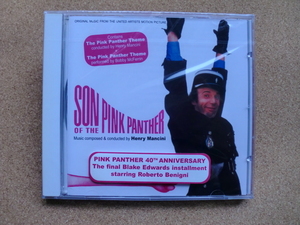 ORIGINAL MUSIC FROM THE UNITED ARTISTS MOTION PICTURE
Contains
The Pink Panther Theme
conducted by Henry Mancini
The Pink Panther Theme
performed by Bobby McFerrin
SON
OF THE PINK PANTHER
Music composed & conducted by Henry Mancini
PINK PANTHER 40TH ANNIVERSARY
The final Blake Edwards installment
starring Roberto Benigni